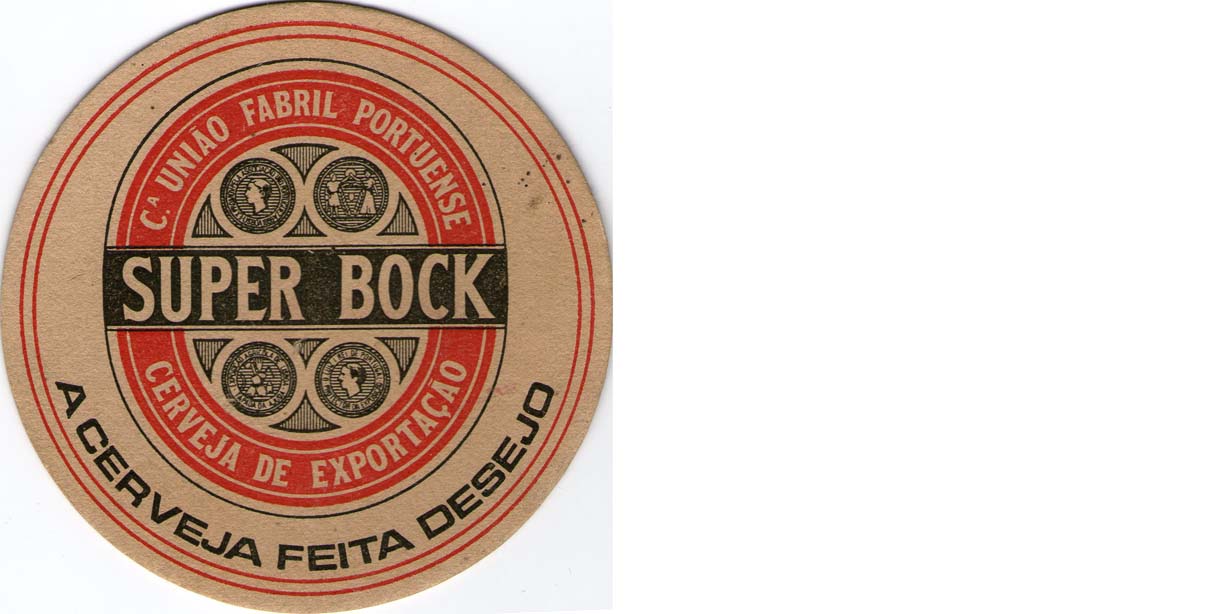 Cª. UNIÃO FABRIL PORTUENSE
SUPER BOCK
CERVEJA DE EXPORTAÇÃO
A CERVEJA FEITA DESEJO